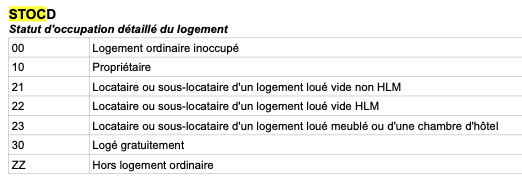 STOCD
Statut d'occupation détaillé du logement
00 Logement ordinaire inoccupé
10 Propriétaire
21 Locataire ou sous-locataire d'un logement loué vide non HLM
22 Locataire ou sous-locataire d'un logement loué vide HLM
23 Locataire ou sous-locataire d'un logement loué meublé ou d'une chambre d'hôtel
30 Logé gratuitement
ZZ Hors logement ordinaire